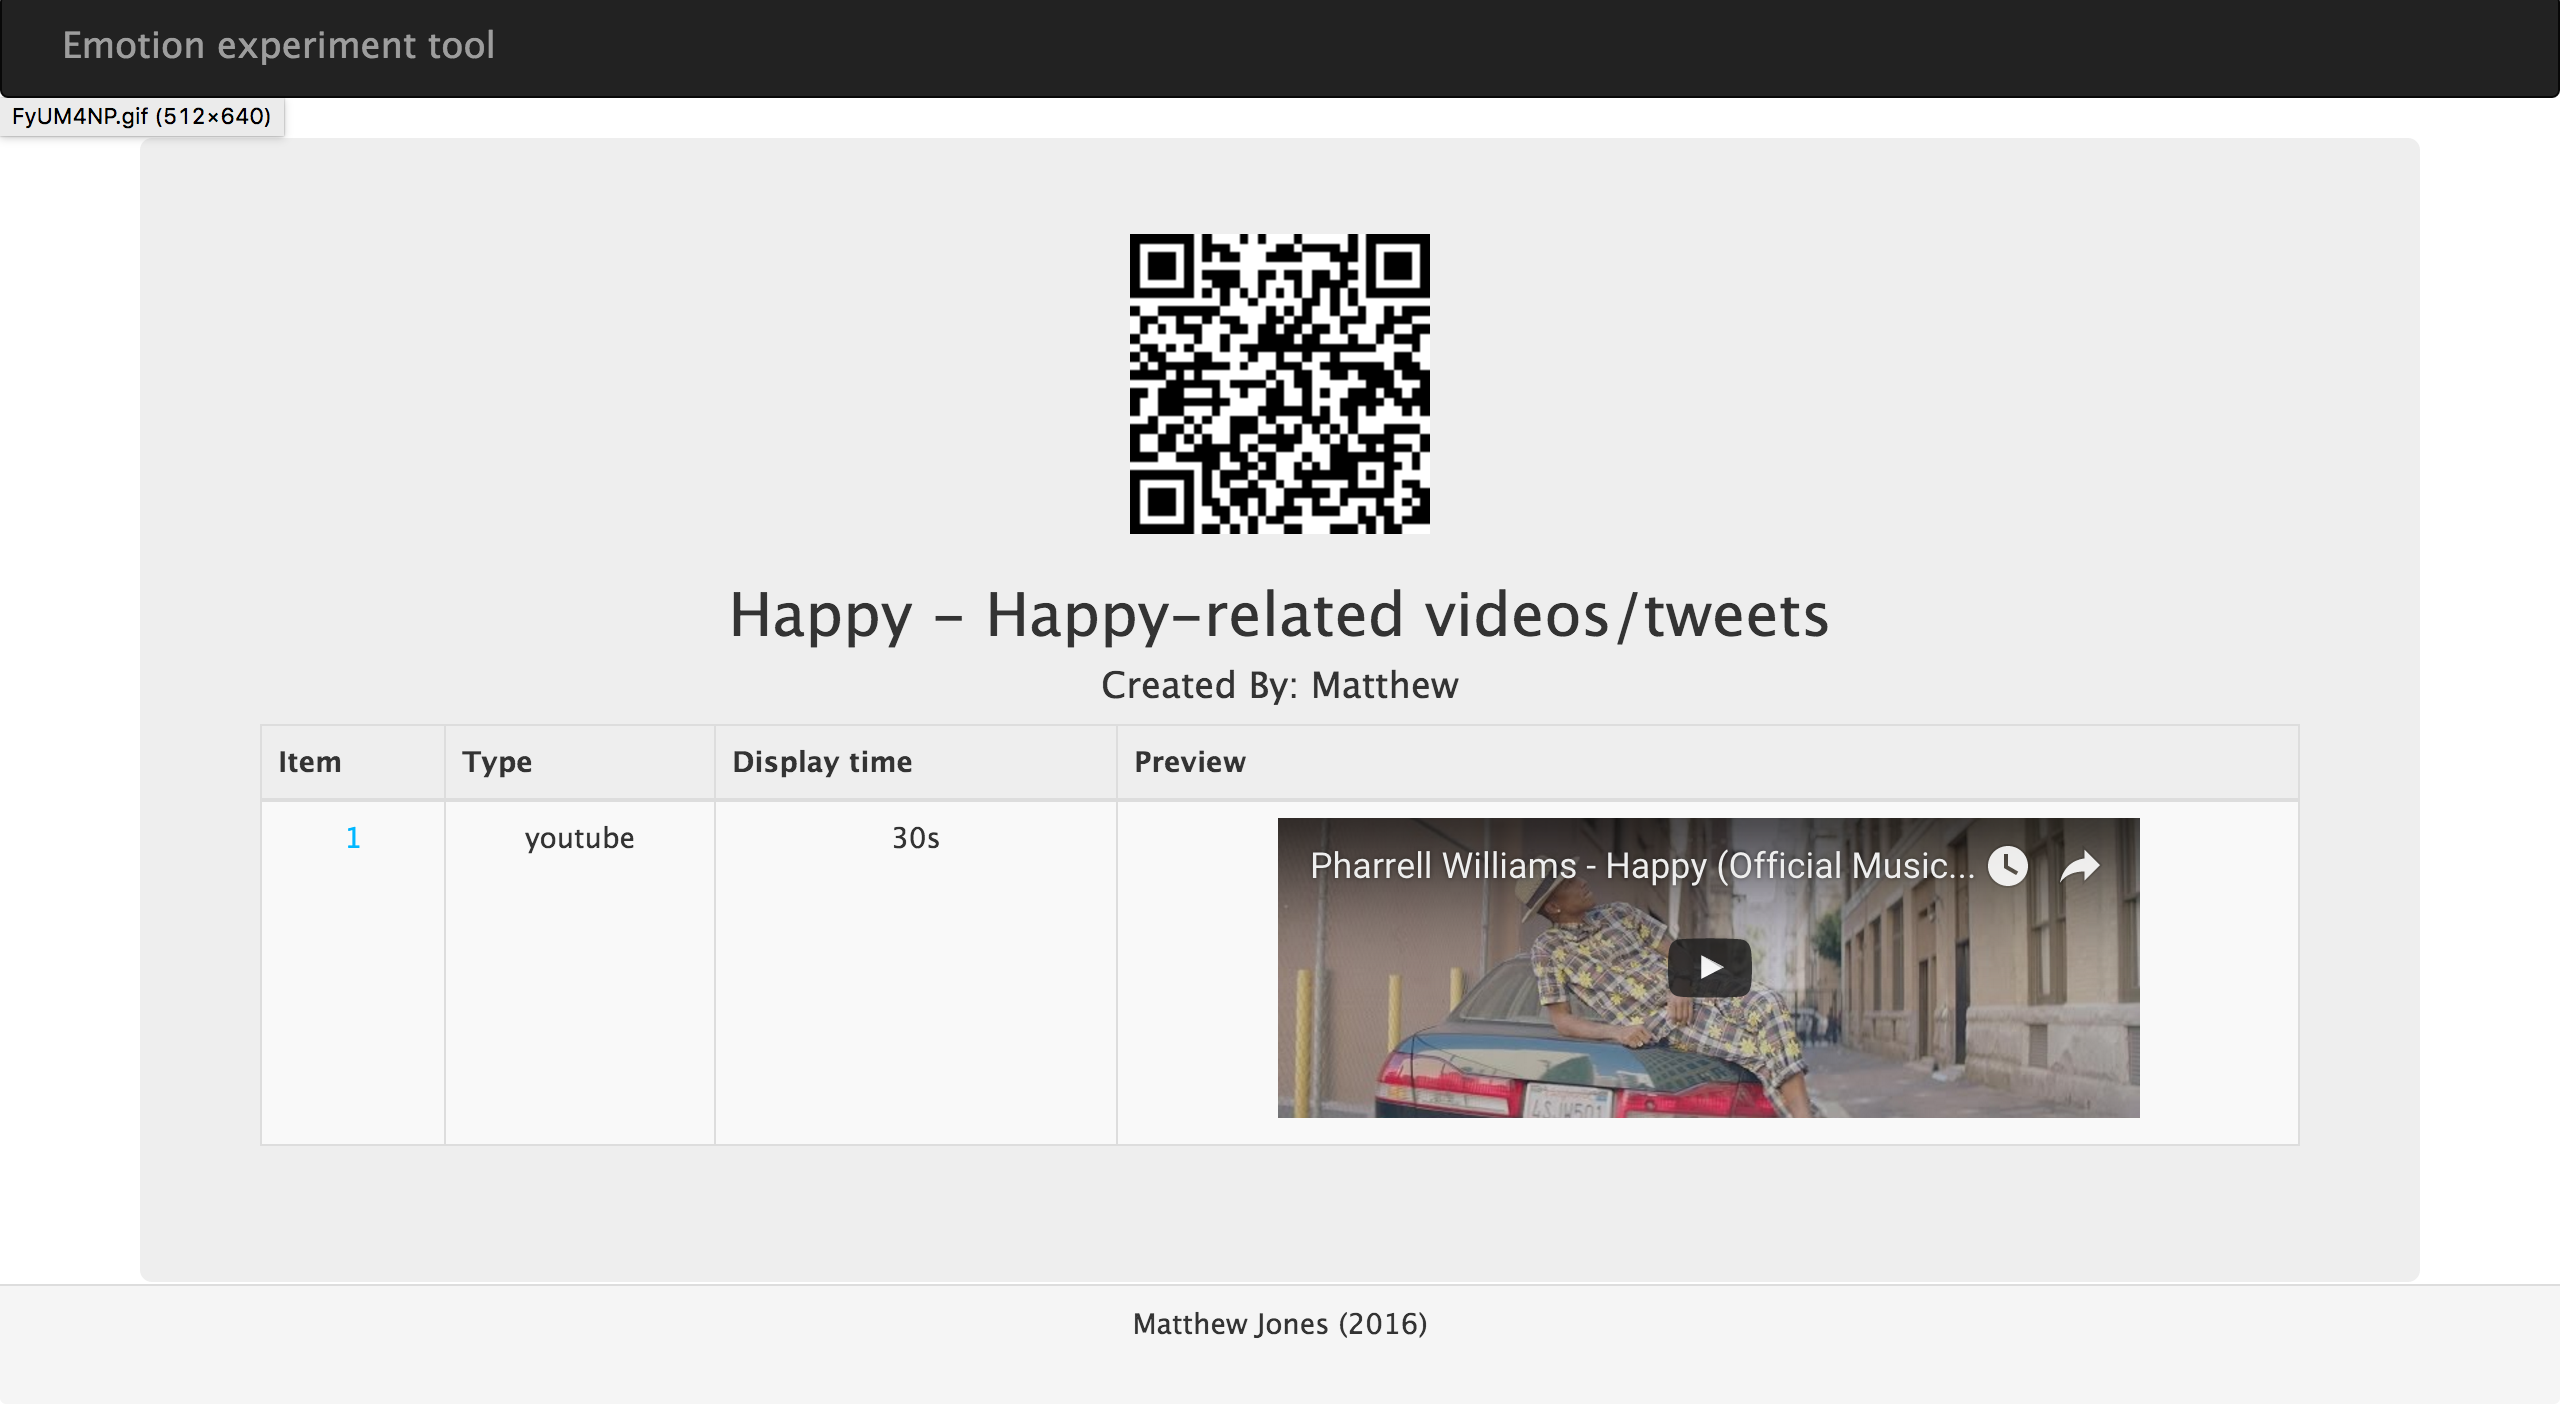 Emotion experiment tool
FyUM4NP.gif (512×640)
Happy - Happy-related videos/tweets
Created By: Matthew
Item Type Display time Preview
1 youtube 30s
Pharrell Williams - Happy (Official Music...
4SJW501
Matthew Jones (2016)